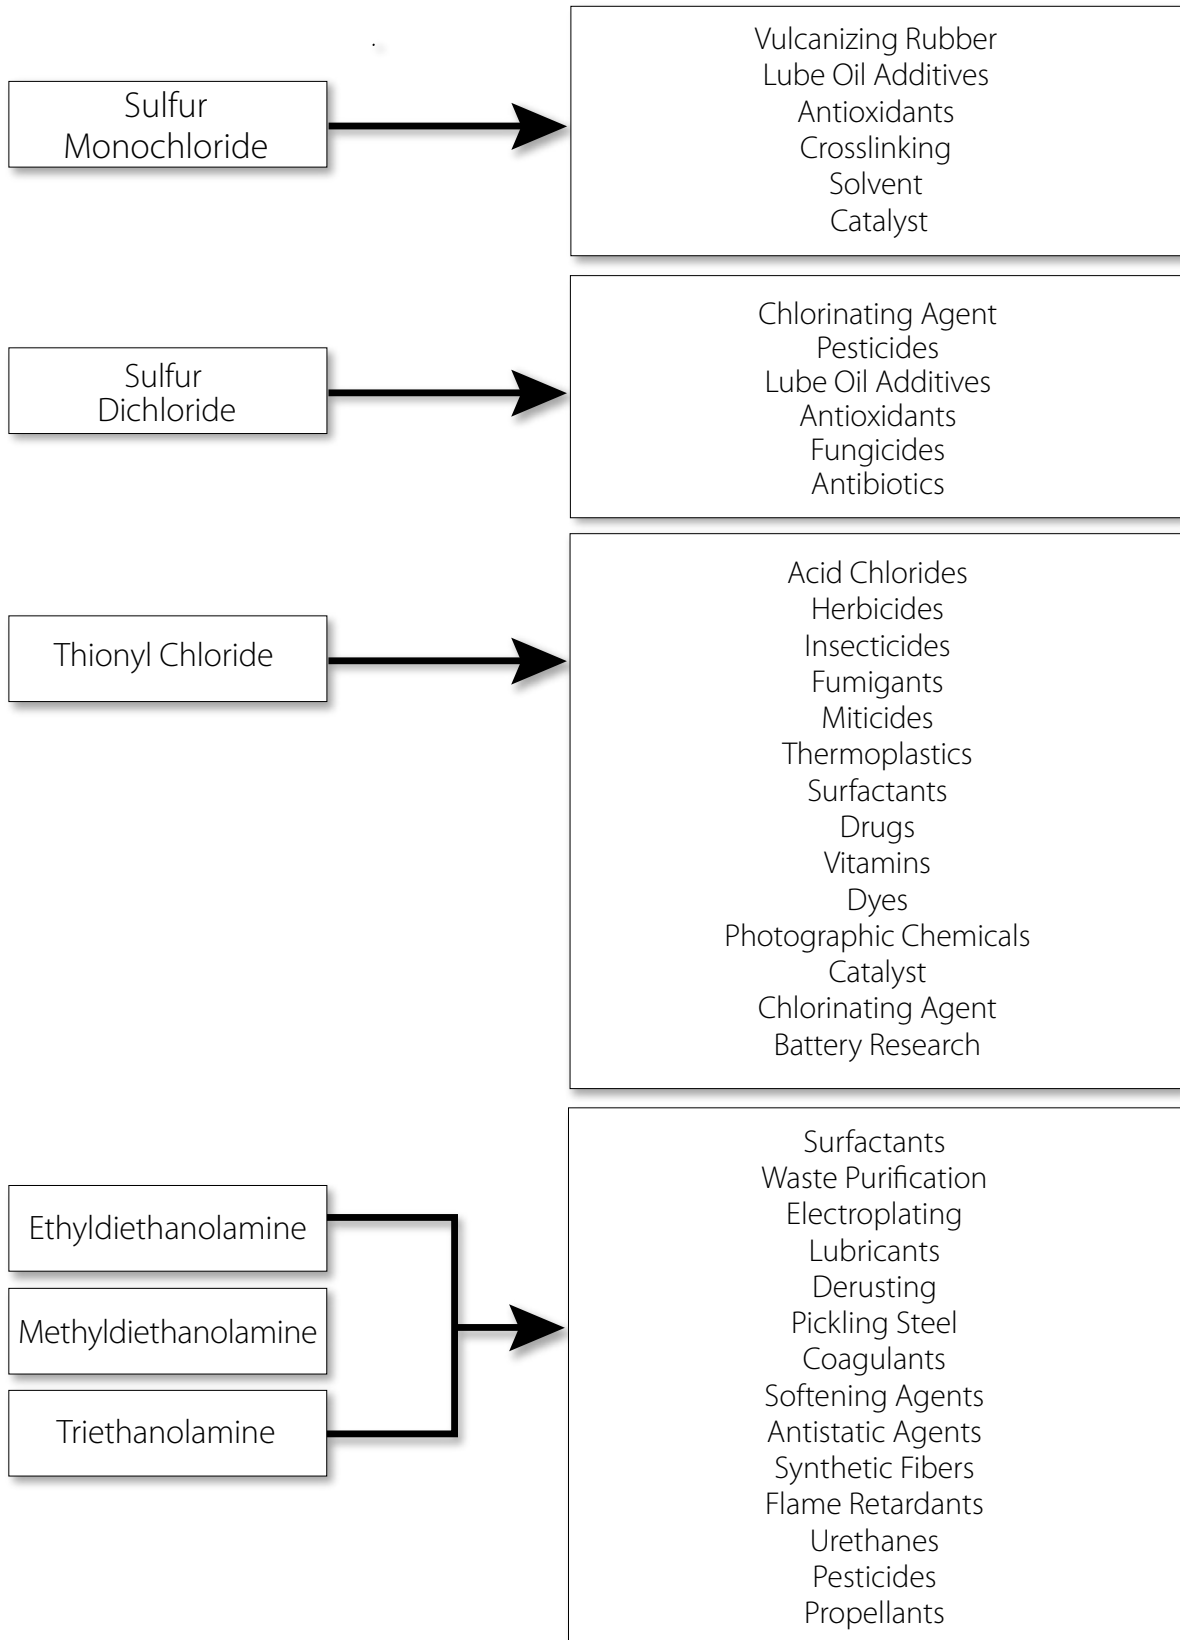 Sulfur
Monochloride
Vulcanizing Rubber
Lube Oil Additives
Antioxidants
Crosslinking
Solvent
Catalyst
Sulfur
Dichloride
Chlorinating Agent
Pesticides
Lube Oil Additives
Antioxidants
Fungicides
Antibiotics
Thionyl Chloride
Acid Chlorides
Herbicides
Insecticides
Fumigants
Miticides
Thermoplastics
Surfactants
Drugs
Vitamins
Dyes
Photographic Chemicals
Catalyst
Chlorinating Agent
Battery Research
Ethyldiethanolamine
Methyldiethanolamine
Triethanolamine
Surfactants
Waste Purification
Electroplating
Lubricants
Derusting
Pickling Steel
Coagulants
Softening Agents
Antistatic Agents
Synthetic Fibers
Flame Retardants
Urethanes
Pesticides
Propellants